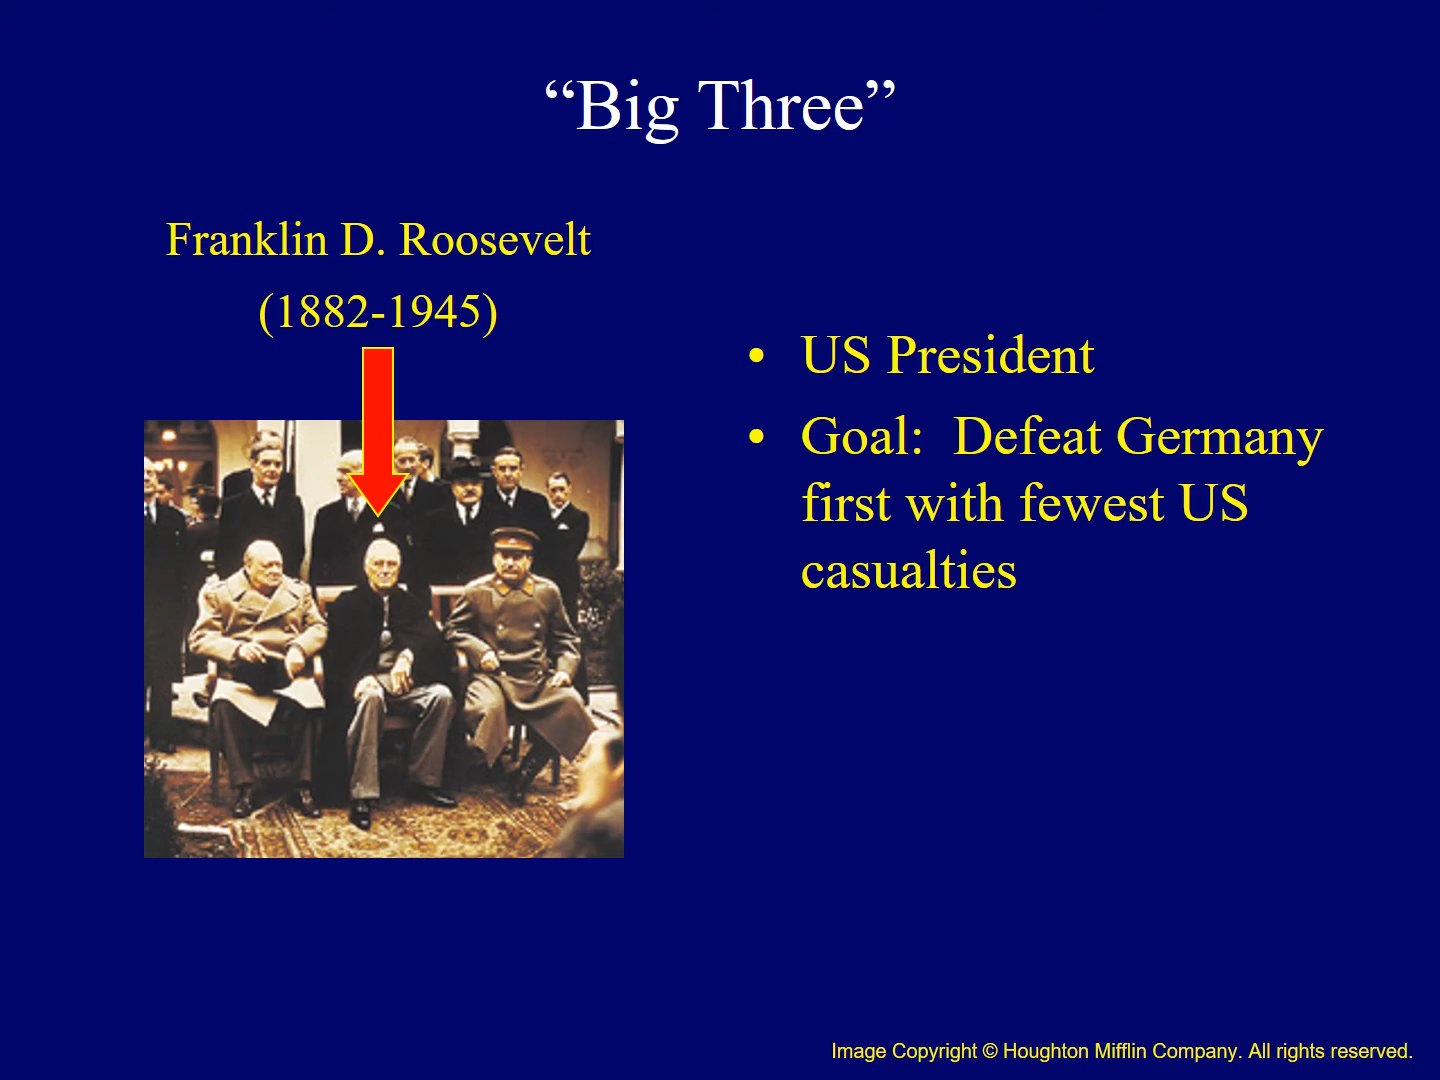 “Big Three”
Franklin D. Roosevelt
(1882-1945)
• US President
• Goal:  Defeat Germany
first with fewest US
casualties
Image Copyright © Houghton Mifflin Company. All rights reserved.